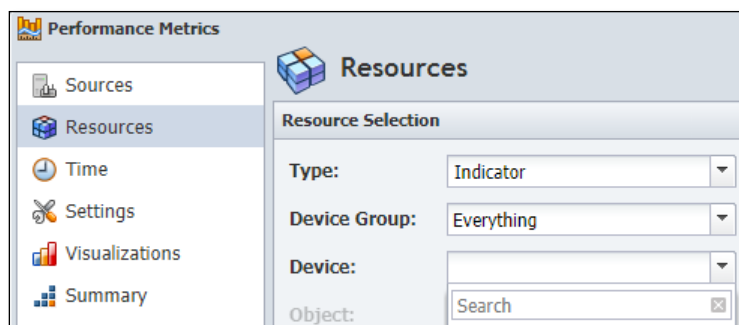 Performance Metrics
Sources
Resources
Time
Settings
Visualizations
Summary
Resources
Resource Selection
Type:
Indicator
Device Group:
Everything
Device:
Search
Object: